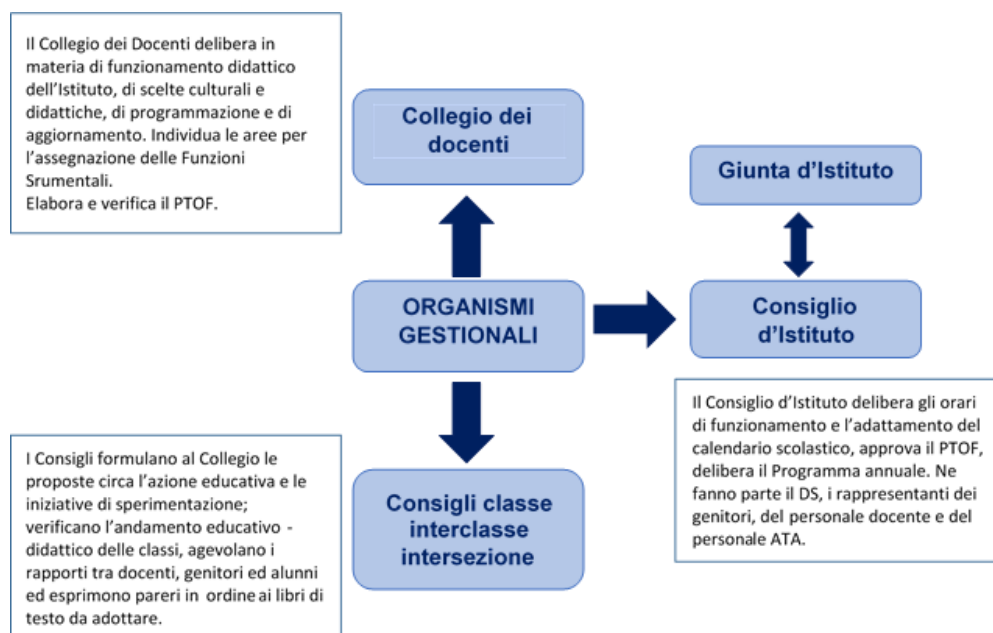 Il Collegio dei Docenti delibera in
materia di funzionamento didattico
dell'Istituto, di scelte culturali e
didattiche, di programmazione e di
aggiornamento. Individua le aree per
l'assegnazione delle Funzioni
Srumentali.
Elabora e verifica il PTOF.
Collegio dei
docenti
Giunta d'Istituto
ORGANISMI
GESTIONALI
Consiglio
d'Istituto
Il Consiglio d'Istituto delibera gli orari
di funzionamento e l'adattamento del
calendario scolastico, approva il PTOF,
delibera il Programma annuale. Ne
fanno parte il DS, i rappresentanti dei
genitori, del personale docente e del
personale ATA.
I Consigli formulano al Collegio le
proposte circa l'azione educativa e le
iniziative di sperimentazione;
verificano l'andamento educativo -
didattico delle classi, agevolano i
rapporti tra docenti, genitori ed alunni
ed esprimono pareri in ordine ai libri di
testo da adottare.
Consigli classe
interclasse
intersezione